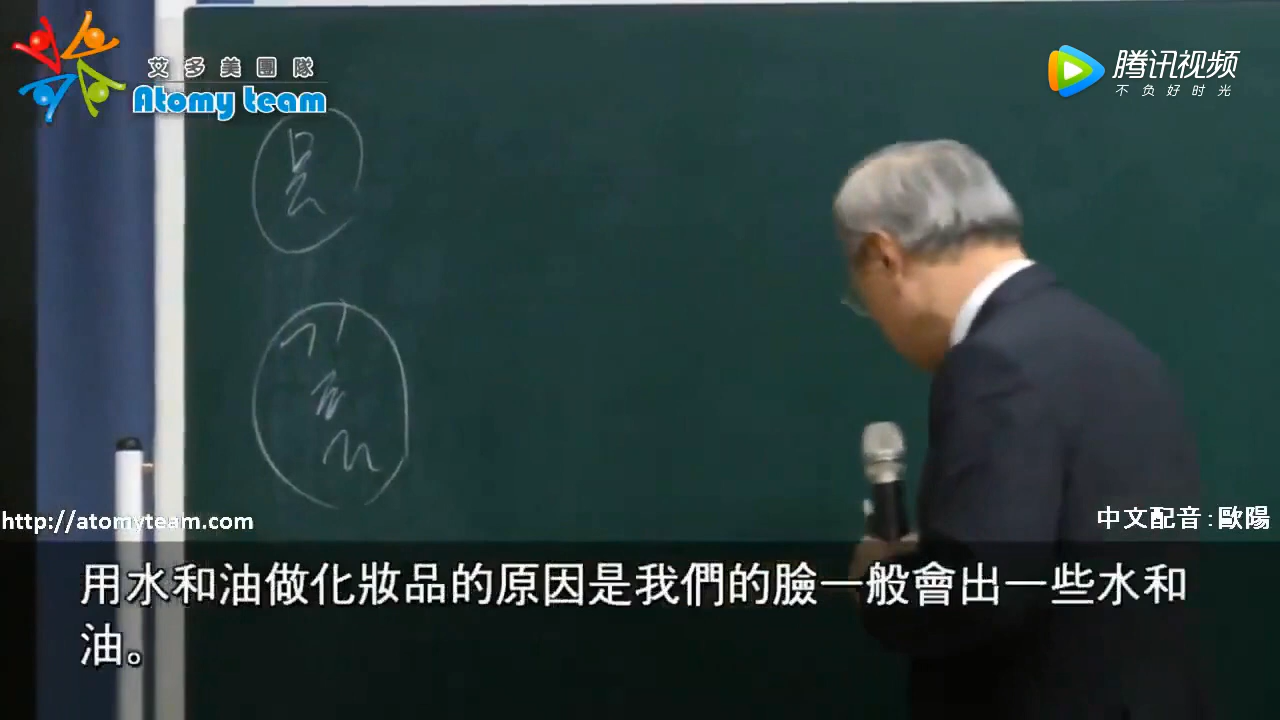 艾多美團隊
Atomy team
腾讯视频
不负好时光
http://atomyteam.com
中文配音:歐陽
用水和油做化妝品的原因是我們的臉一般會出一些水和
油。